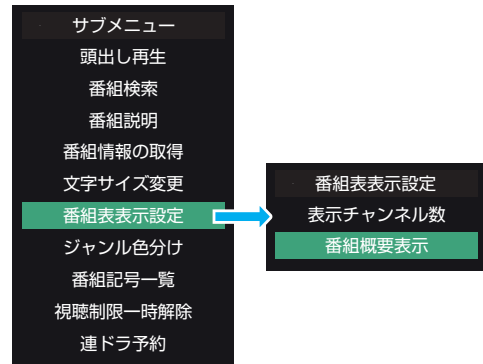 サブメニュー
頭出し再生
番組検索
番組説明
番組情報の取得
文字サイズ変更
番組表表示設定
ジャンル色分け
番組記号一覧
視聴制限一時解除
連ドラ予約
番組表表示設定
表示チャンネル数
番組概要表示